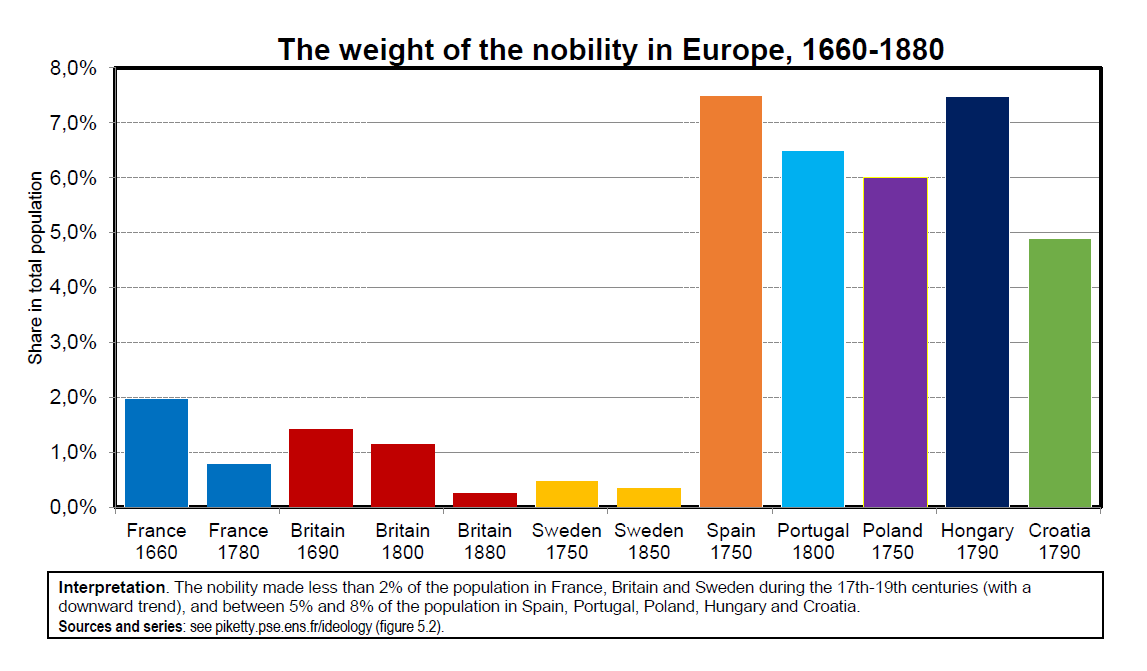 The weight of the nobility in Europe, 1660-1880
8,0%
7,0%
6,0%
5,0%
4,0%
3,0%
2,0%
1,0%
0,0%
Share in total population
France 1660
France 1780
Britain 1690
Britain 1800
Britain 1880
Sweden 1750
Sweden 1850
Spain 1750
Portugal 1800
Poland 1750
Hungary 1790
Croatia 1790
Interpretation. The nobility made less than 2% of the population in France, Britain and Sweden during the 17th-19th centuries (with a
downward trend), and between 5% and 8% of the population in Spain, Portugal, Poland, Hungary and Croatia.
Sources and series: see piketty.pse.ens.fr/ideology (figure 5.2).